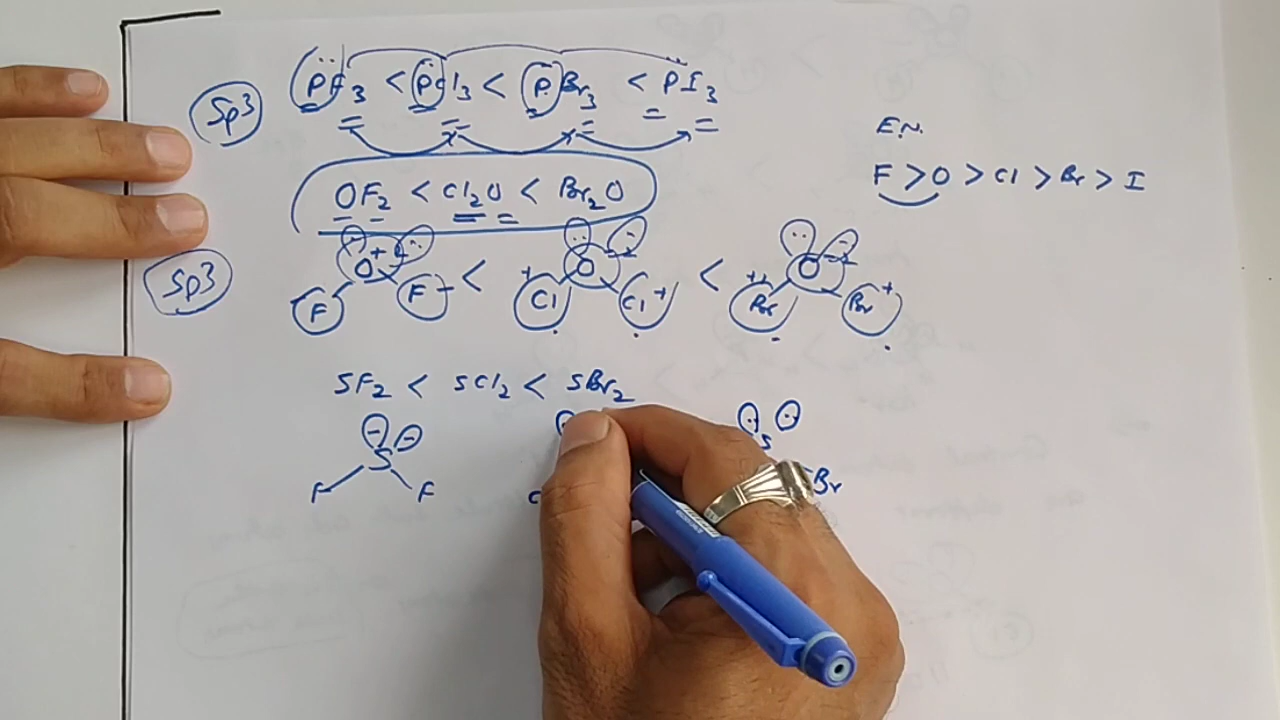 Sp³ PF₃ < PCl₃ < PBr₃ < PI₃
E.N.
F > O > Cl > Br > I
OF₂ < Cl₂O < Br₂O
Sp³
O+ < O < O
F F- + Cl Cl+ ++ Br Br+
SF₂ < SCl₂ < SBr₂
S S
F F Br